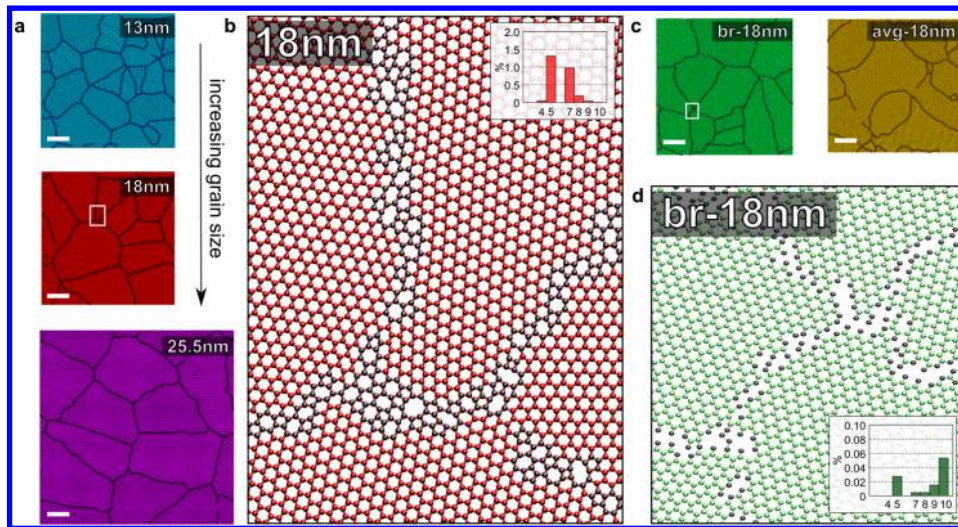 a
13nm
18nm
25.5nm
increasing grain size
b
18nm
2.0
1.5
1.0
0.5
0
%
4 5 7 8 9 10
c
br-18nm
avg-18nm
d
br-18nm
0.10
0.08
0.06
0.04
0.02
0
%
4 5 7 8 9 10